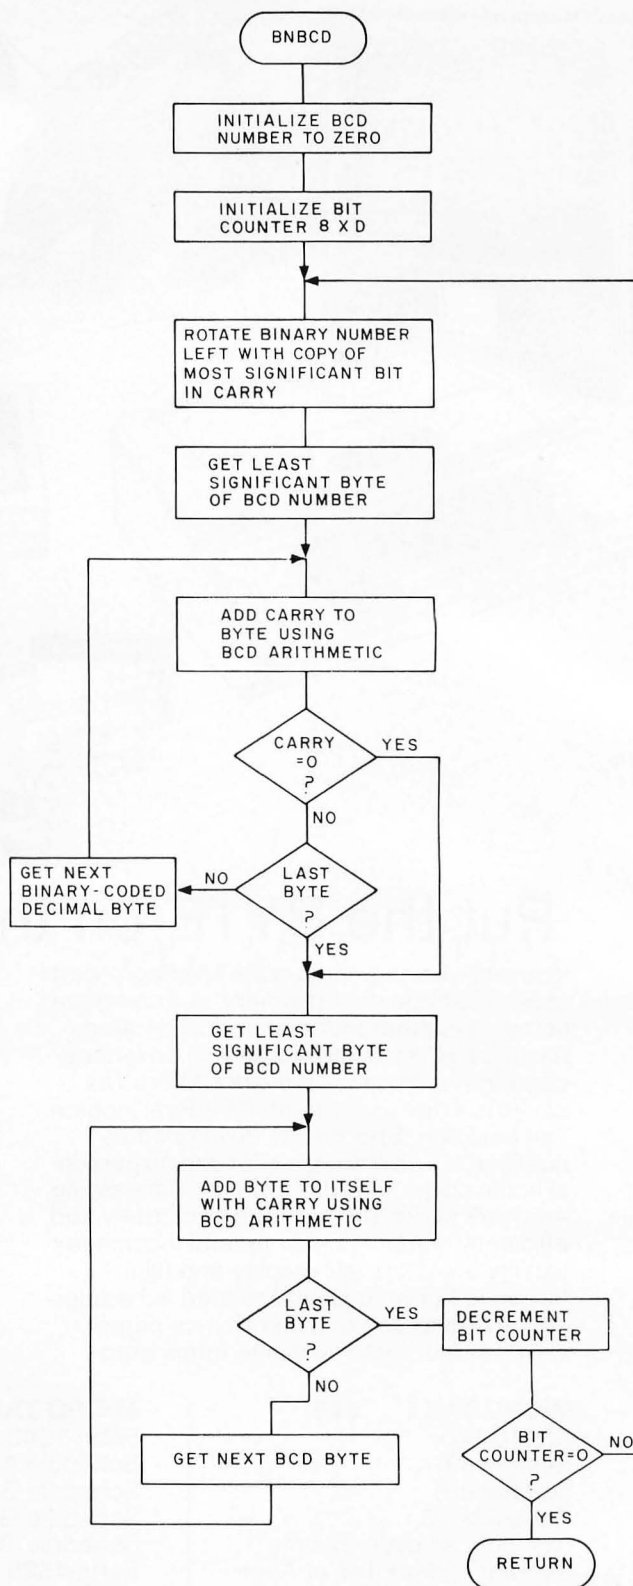 BNBCD
INITIALIZE BCD
NUMBER TO ZERO
INITIALIZE BIT
COUNTER 8 X D
ROTATE BINARY NUMBER
LEFT WITH COPY OF
MOST SIGNIFICANT BIT
IN CARRY
GET LEAST
SIGNIFICANT BYTE
OF BCD NUMBER
ADD CARRY TO
BYTE USING
BCD ARITHMETIC
CARRY
=0
?
YES
NO
LAST
BYTE
?
NO
GET NEXT
BINARY-CODED
DECIMAL BYTE
YES
GET LEAST
SIGNIFICANT BYTE
OF BCD NUMBER
ADD BYTE TO ITSELF
WITH CARRY USING
BCD ARITHMETIC
LAST
BYTE
?
YES
DECREMENT
BIT COUNTER
NO
GET NEXT BCD BYTE
BIT
COUNTER=0
?
NO
YES
RETURN